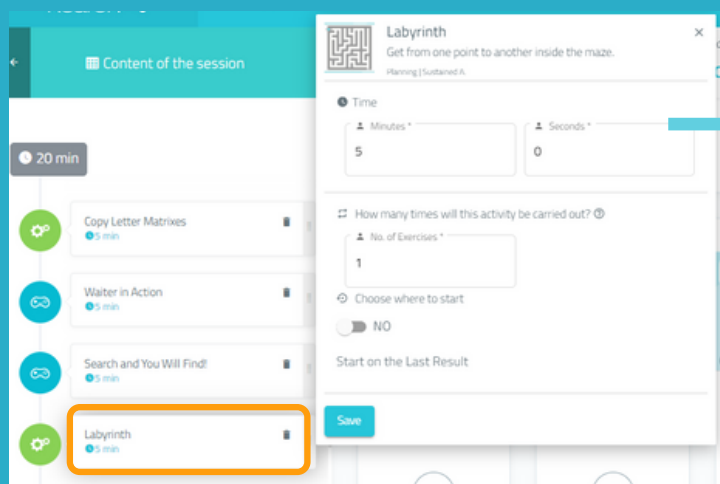 Content of the session
20 min
Copy Letter Matrixes
5 min
Waiter in Action
5 min
Search and You Will Find!
5 min
Labyrinth
5 min
Labyrinth
Get from one point to another inside the maze.
Planning | Sustained A.
×
Time
Minutes *
5
Seconds *
0
How many times will this activity be carried out?
No. of Exercises *
1
Choose where to start
NO
Start on the Last Result
Save